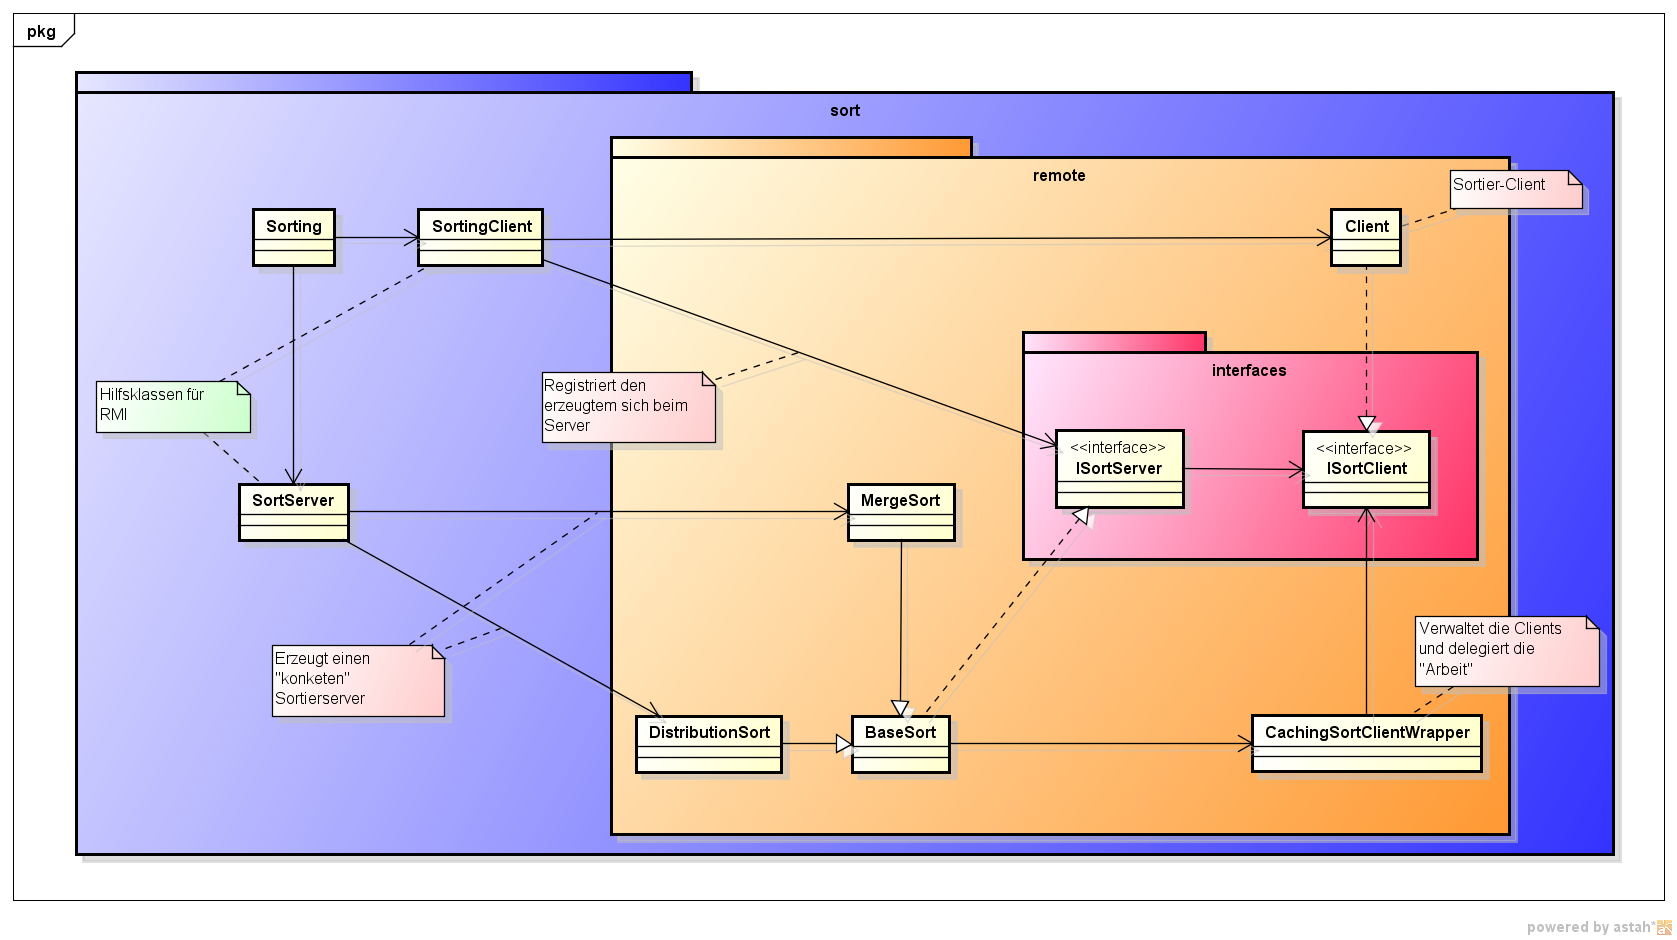 pkg
sort
remote
Sortier-Client
Sorting
SortingClient
Client
interfaces
Hilfsklassen für
RMI
Registriert den
erzeugtem sich beim
Server
<<interface>>
ISortServer
<<interface>>
ISortClient
SortServer
MergeSort
Verwaltet die Clients
und delegiert die
"Arbeit"
Erzeugt einen
"konketen"
Sortierserver
DistributionSort
BaseSort
CachingSortClientWrapper
powered by astah*